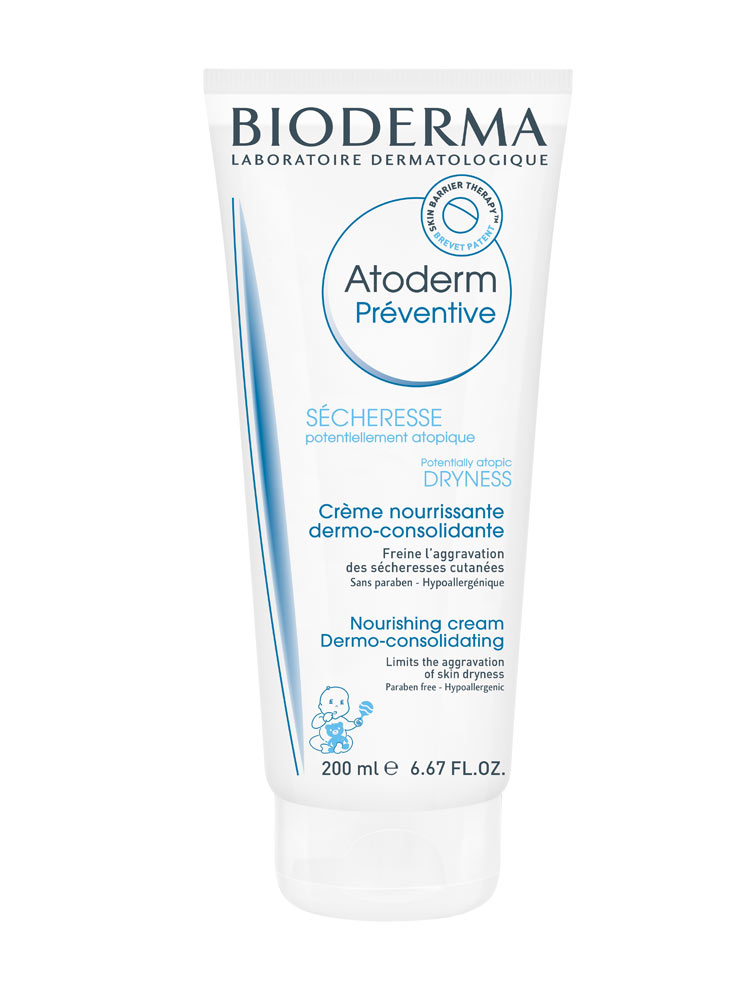 BIODERMA
LABORATOIRE DERMATOLOGIQUE
SKIN BARRIER THERAPY™
BREVET PATENT
Atoderm
Préventive
SÉCHERESSE
potentiellement atopique
Potentially atopic
DRYNESS
Crème nourrissante
dermo-consolidante
Freine l'aggravation
des sécheresses cutanées
Sans paraben - Hypoallergénique
Nourishing cream
Dermo-consolidating
Limits the aggravation
of skin dryness
Paraben free - Hypoallergenic
200 ml ℮ 6.67 FL.OZ.